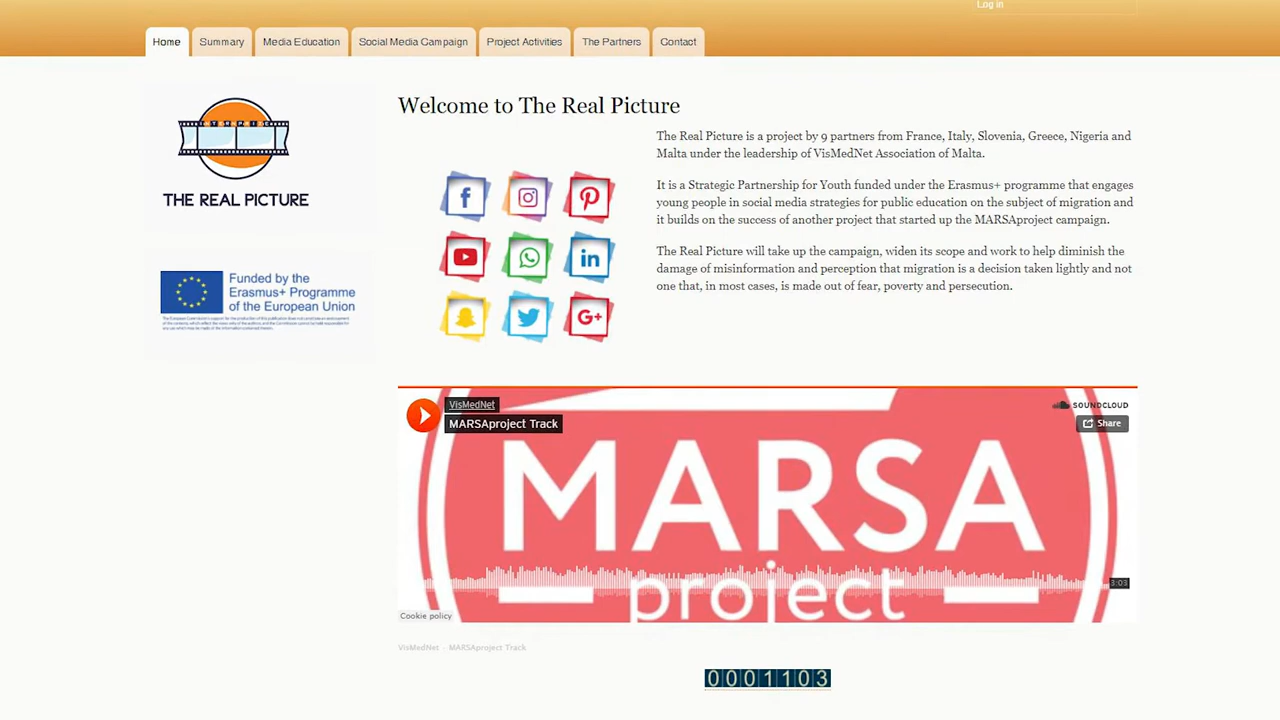 Log in
Home
Summary
Media Education
Social Media Campaign
Project Activities
The Partners
Contact
THE REAL PICTURE
Funded by the
Erasmus+ Programme
of the European Union
Welcome to The Real Picture
The Real Picture is a project by 9 partners from France, Italy, Slovenia, Greece, Nigeria and
Malta under the leadership of VisMedNet Association of Malta.
It is a Strategic Partnership for Youth funded under the Erasmus+ programme that engages
young people in social media strategies for public education on the subject of migration and
it builds on the success of another project that started up the MARSAproject campaign.
The Real Picture will take up the campaign, widen its scope and work to help diminish the
damage of misinformation and perception that migration is a decision taken lightly and not
one that, in most cases, is made out of fear, poverty and persecution.
VisMedNet
MARSAproject Track
SOUNDCLOUD
Share
MARSA
project
3:03
Cookie policy
VisMedNet - MARSAproject Track
0001103